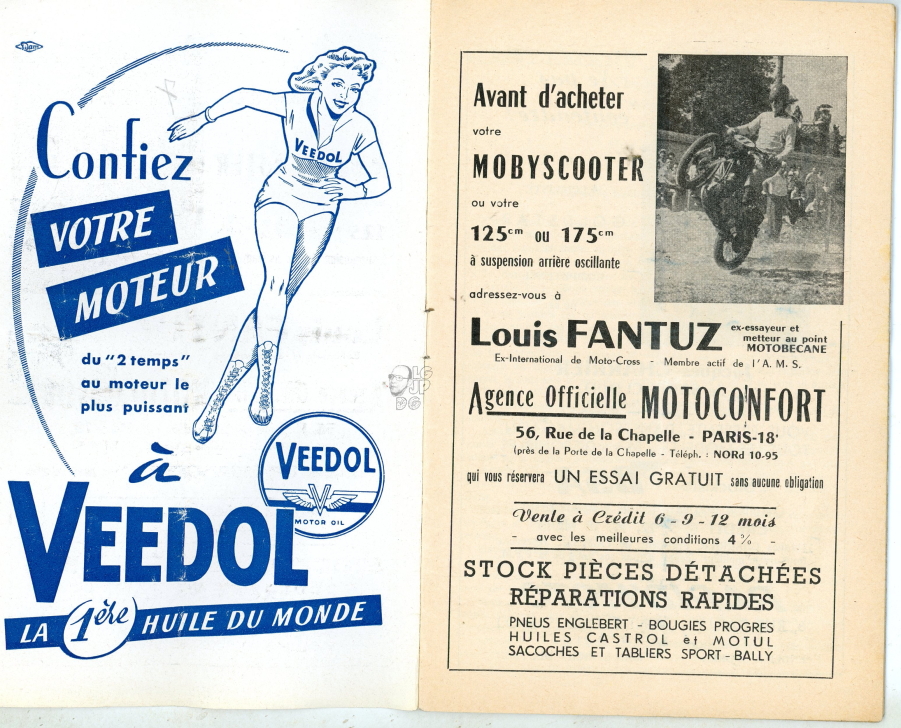 Confiez
VOTRE
MOTEUR
du "2 temps"
au moteur le
plus puissant
à
VEEDOL
LA 1ère HUILE DU MONDE
VEEDOL
VEEDOL
MOTOR OIL
LG
JP
DG
Avant d'acheter
votre
MOBYSCOOTER
ou votre
125cm ou 175cm
à suspension arrière oscillante
adressez-vous à
Louis FANTUZ ex-essayeur et
metteur au point
MOTOBECANE
Ex-International de Moto-Cross - Membre actif de l'A. M. S.
Agence Officielle MOTOCONFORT
56, Rue de la Chapelle - PARIS-18e
(près de la Porte de la Chapelle - Téléph. : NORd 10-95
qui vous réservera UN ESSAI GRATUIT sans aucune obligation
Vente à Crédit 6 - 9 - 12 mois
- avec les meilleures conditions 4 % -
STOCK PIÈCES DÉTACHÉES
RÉPARATIONS RAPIDES
PNEUS ENGLEBERT - BOUGIES PROGRES
HUILES CASTROL et MOTUL
SACOCHES ET TABLIERS SPORT - BALLY